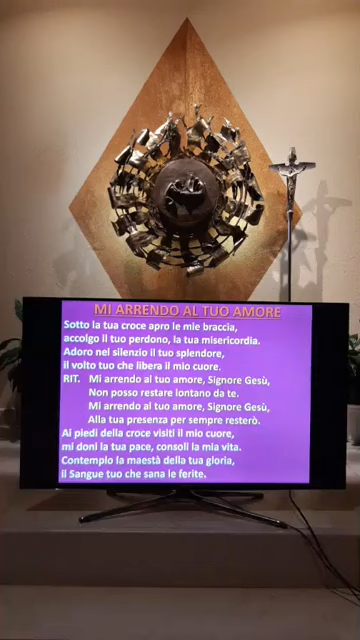 MI ARRENDO AL TUO AMORE
Sotto la tua croce apro le mie braccia,
accolgo il tuo perdono, la tua misericordia.
Adoro nel silenzio il tuo splendore,
il volto tuo che libera il mio cuore.
RIT. Mi arrendo al tuo amore, Signore Gesù,
Non posso restare lontano da te.
Mi arrendo al tuo amore, Signore Gesù,
Alla tua presenza per sempre resterò.
Ai piedi della croce visiti il mio cuore,
mi doni la tua pace, consoli la mia vita.
Contemplo la maestà della tua gloria,
il Sangue tuo che sana le ferite.